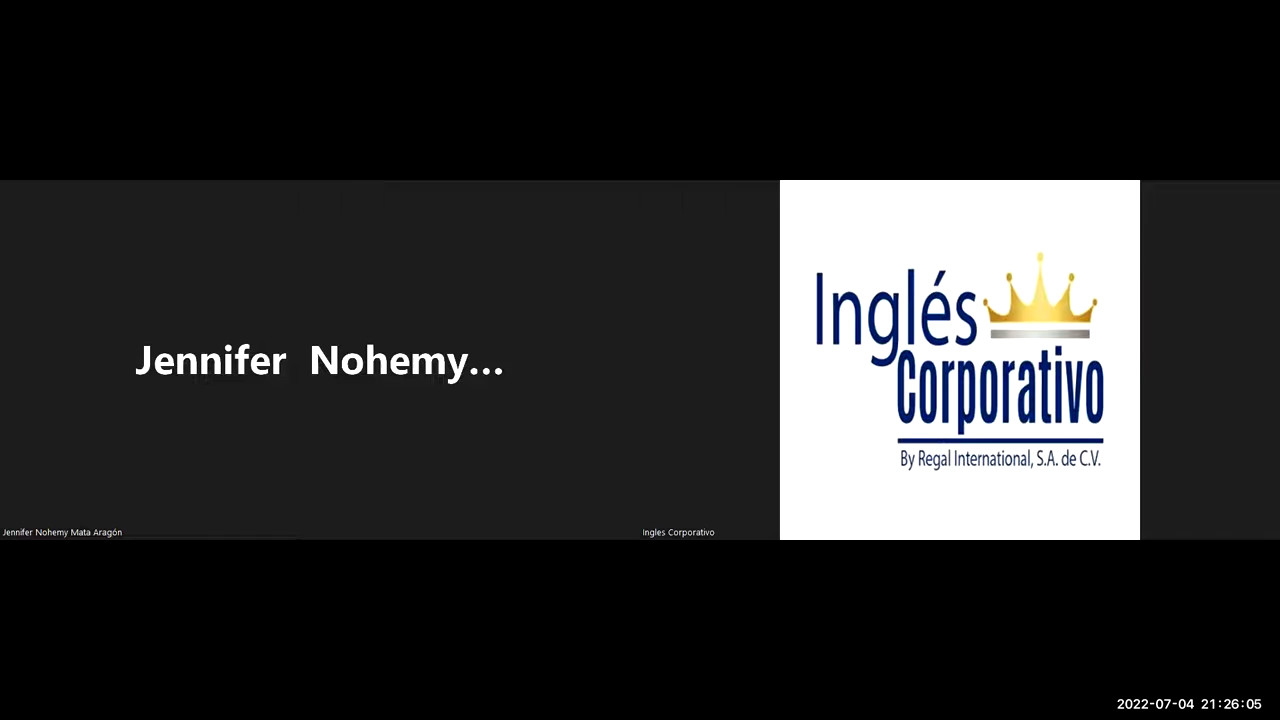 Jennifer Nohemy...
Jennifer Nohemy Mata Aragón
Inglés
Corporativo
By Regal International, S.A. de C.V.
Ingles Corporativo
2022-07-04 21:26:05